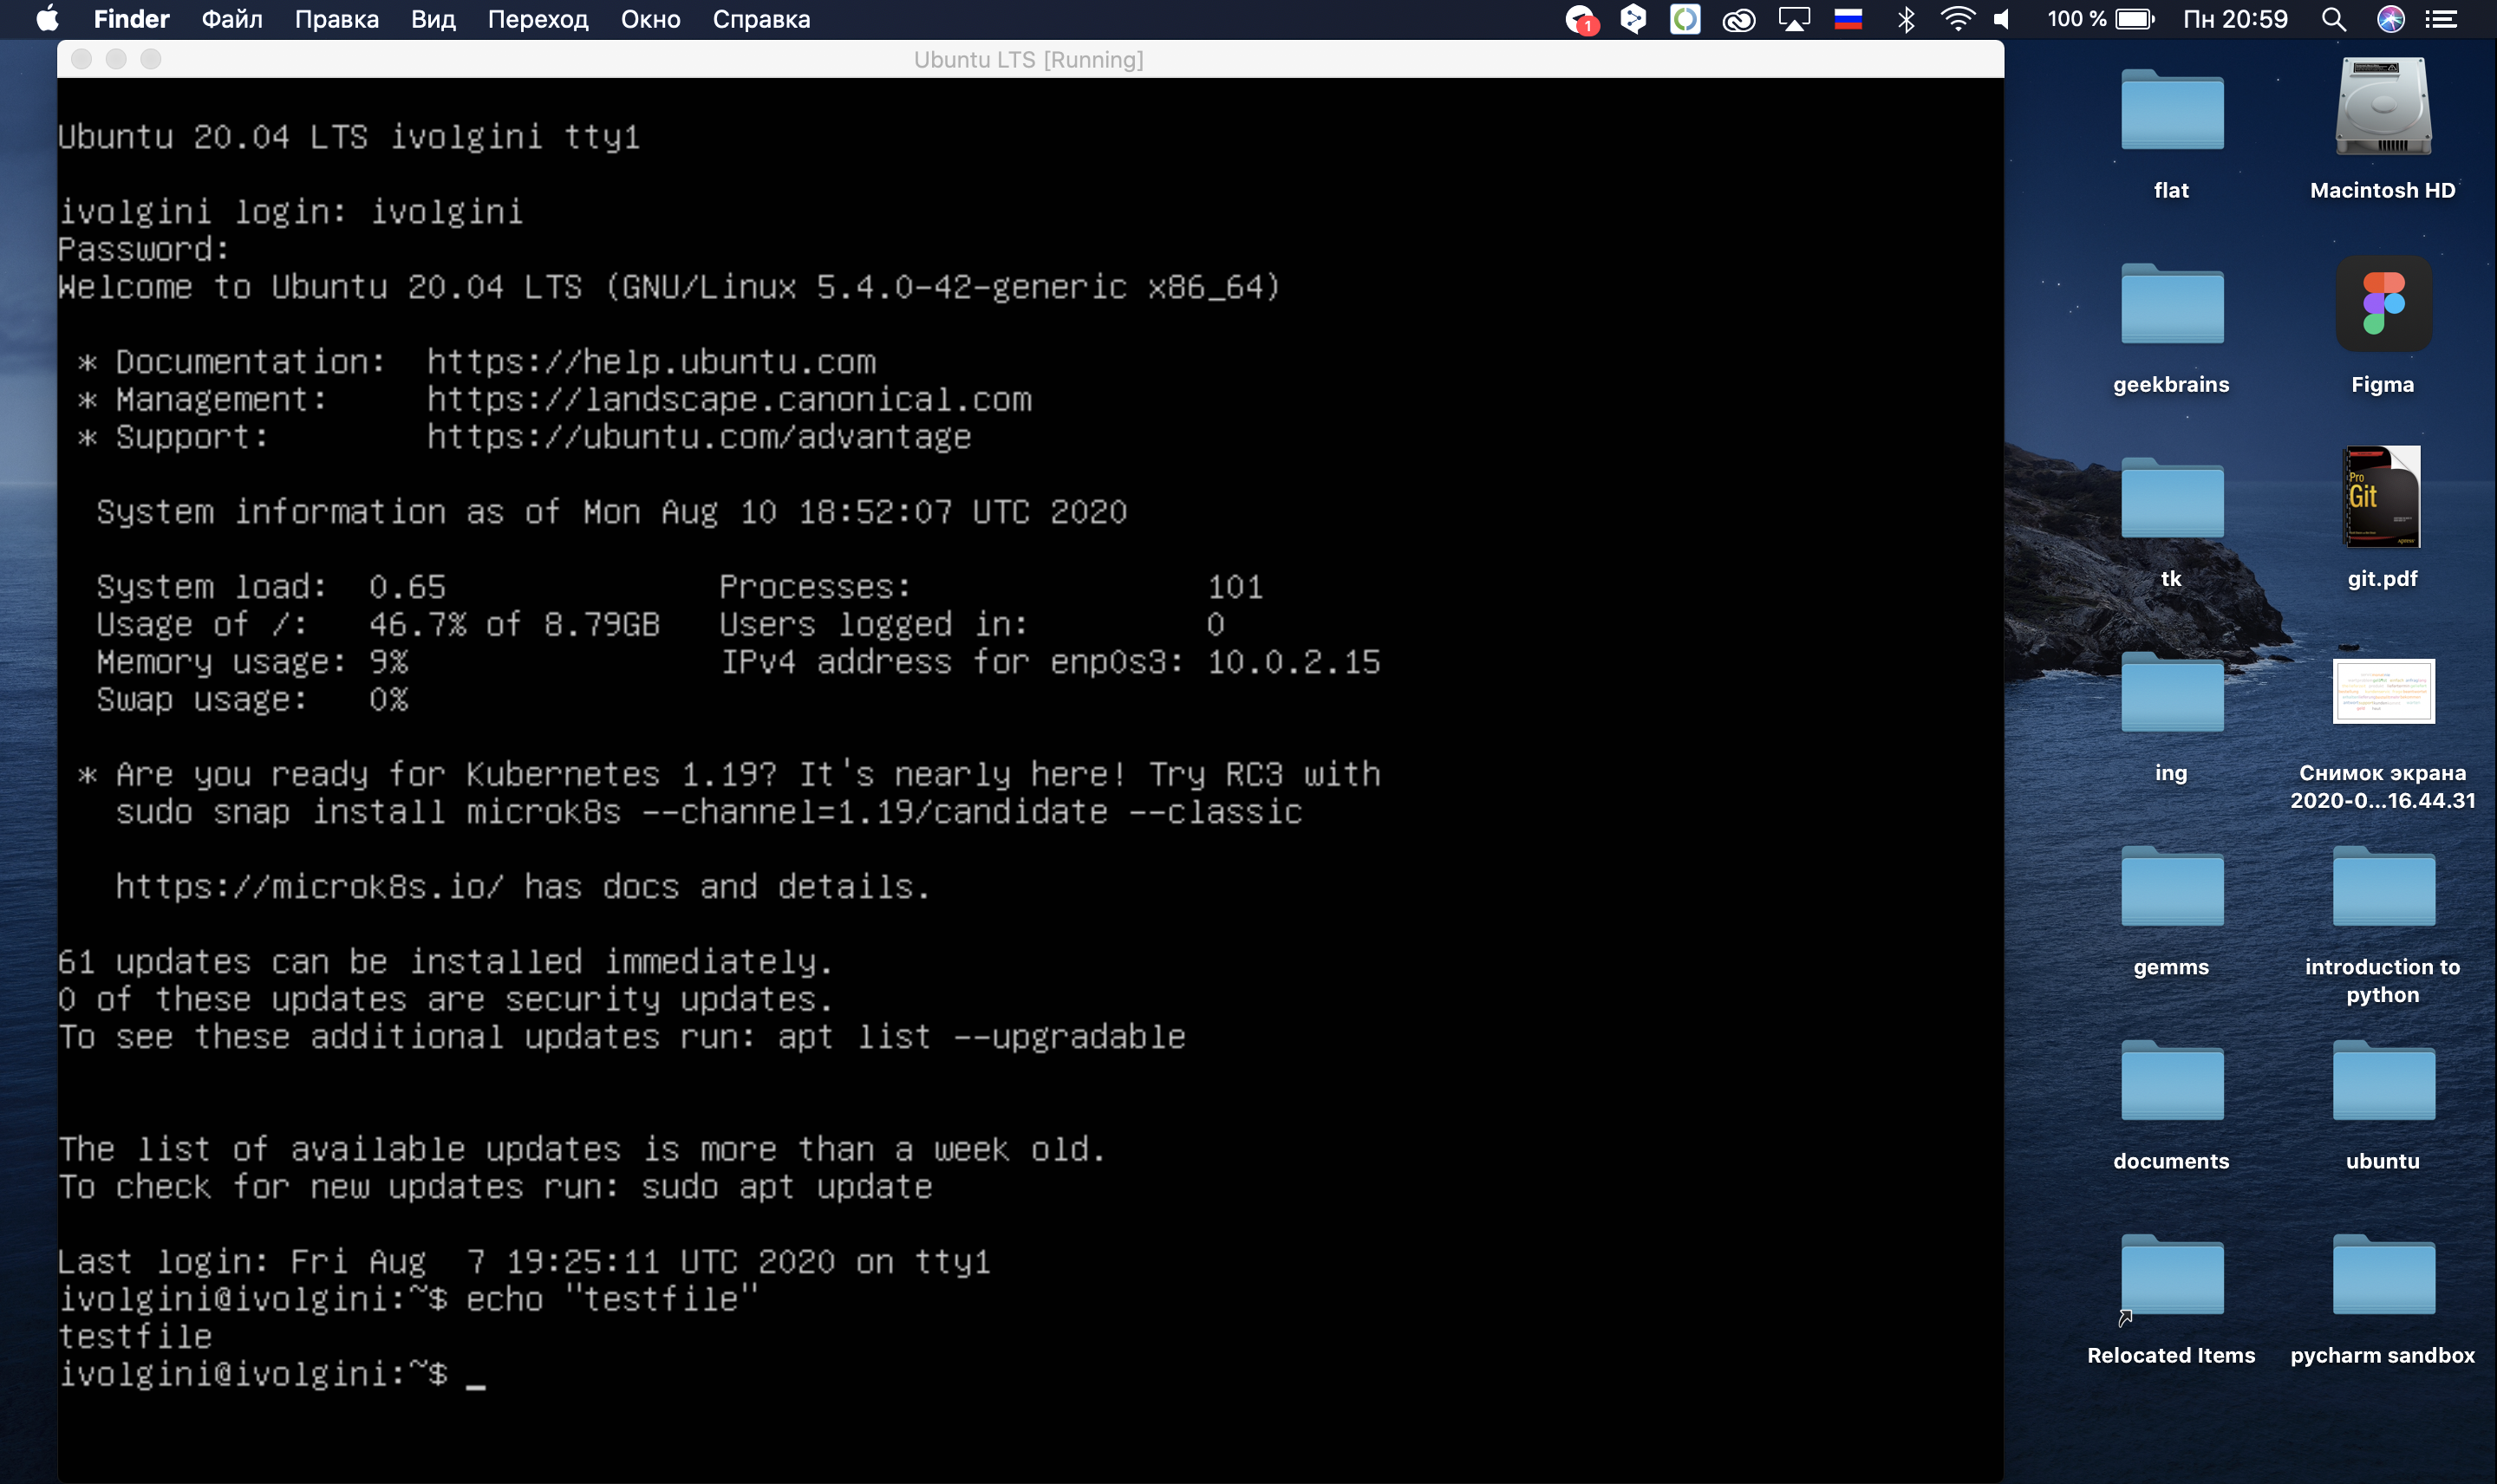 Finder Файл Правка Вид Переход Окно Справка 1 100 % Пн 20:59
Ubuntu LTS [Running]
Ubuntu 20.04 LTS ivolgini tty1
ivolgini login: ivolgini
Password:
Welcome to Ubuntu 20.04 LTS (GNU/Linux 5.4.0-42-generic x86_64)
* Documentation: https://help.ubuntu.com
* Management: https://landscape.canonical.com
* Support: https://ubuntu.com/advantage
System information as of Mon Aug 10 18:52:07 UTC 2020
System load: 0.65 Processes: 101
Usage of /: 46.7% of 8.79GB Users logged in: 0
Memory usage: 9% IPv4 address for enp0s3: 10.0.2.15
Swap usage: 0%
* Are you ready for Kubernetes 1.19? It's nearly here! Try RC3 with
sudo snap install microk8s --channel=1.19/candidate --classic
https://microk8s.io/ has docs and details.
61 updates can be installed immediately.
0 of these updates are security updates.
To see these additional updates run: apt list --upgradable
The list of available updates is more than a week old.
To check for new updates run: sudo apt update
Last login: Fri Aug 7 19:25:11 UTC 2020 on tty1
ivolgini@ivolgini:~$ echo "testfile"
testfile
ivolgini@ivolgini:~$ _
flat
Macintosh HD
geekbrains
Figma
Pro
Git
tk
git.pdf
ing
Снимок экрана
2020-0...16.44.31
gemms
introduction to
python
documents
ubuntu
Relocated Items
pycharm sandbox